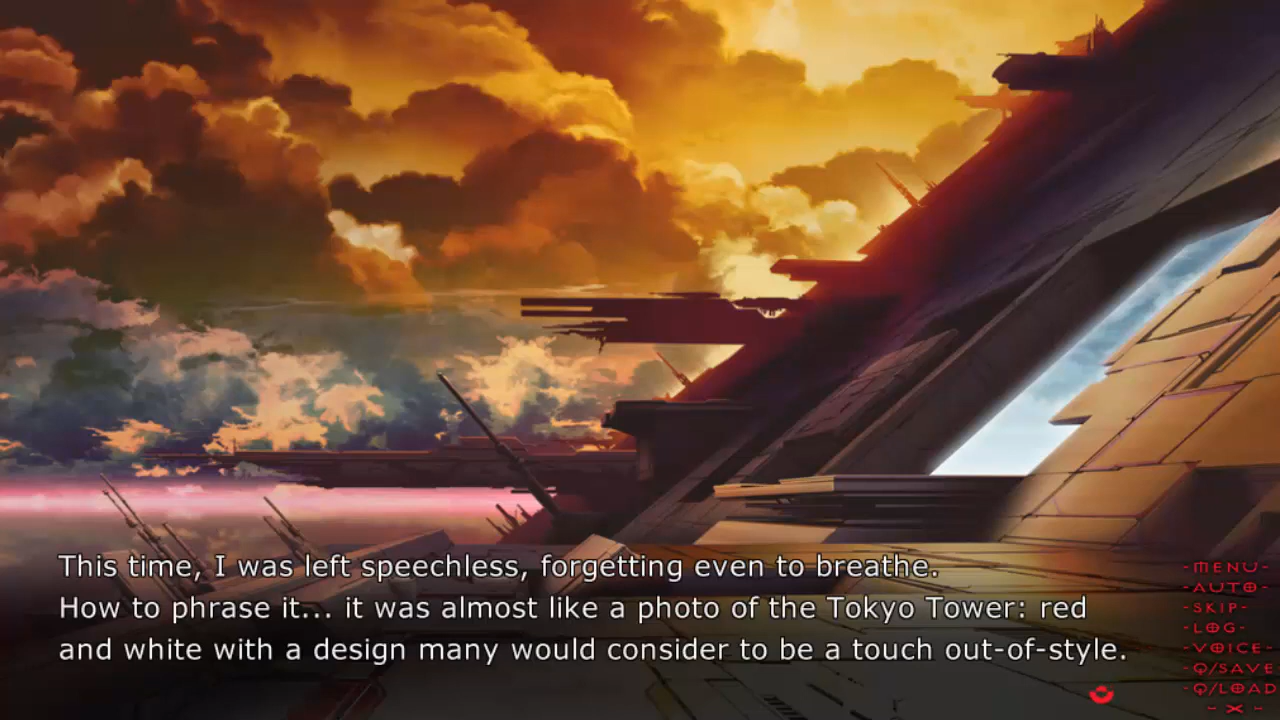 This time, I was left speechless, forgetting even to breathe.
How to phrase it... it was almost like a photo of the Tokyo Tower: red
and white with a design many would consider to be a touch out-of-style.
-MENU-
-AUTO-
-SKIP-
-LOG-
-VOICE-
-Q/SAVE
-Q/LOAD
-X-